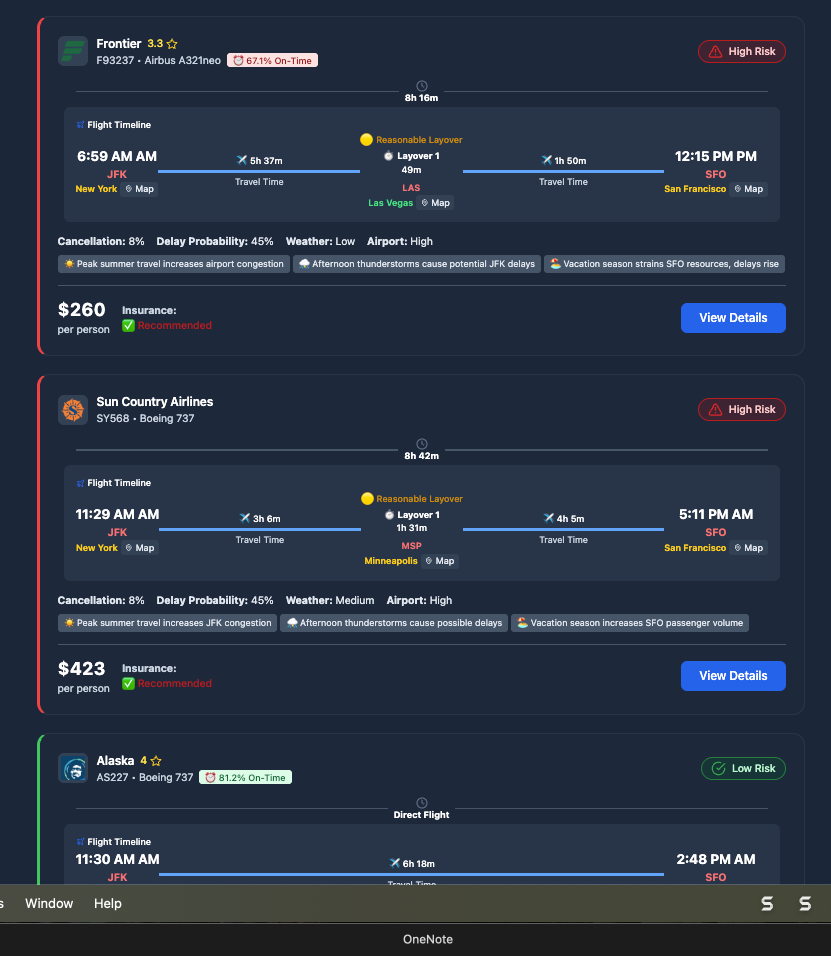 Frontier 3.3
F93237 • Airbus A321neo 67.1% On-Time
High Risk
8h 16m
Flight Timeline
Reasonable Layover
6:59 AM AM
5h 37m
Layover 1
1h 50m
12:15 PM PM
49m
JFK
Travel Time
LAS
Travel Time
SFO
New York Map
Las Vegas Map
San Francisco Map
Cancellation: 8% Delay Probability: 45% Weather: Low Airport: High
Peak summer travel increases airport congestion
Afternoon thunderstorms cause potential JFK delays
Vacation season strains SFO resources, delays rise
$260
per person
Insurance:
Recommended
View Details
Sun Country Airlines
SY568 • Boeing 737
High Risk
8h 42m
Flight Timeline
Reasonable Layover
11:29 AM AM
3h 6m
Layover 1
4h 5m
5:11 PM AM
1h 31m
JFK
Travel Time
MSP
Travel Time
SFO
New York Map
Minneapolis Map
San Francisco Map
Cancellation: 8% Delay Probability: 45% Weather: Medium Airport: High
Peak summer travel increases JFK congestion
Afternoon thunderstorms cause possible delays
Vacation season increases SFO passenger volume
$423
per person
Insurance:
Recommended
View Details
Alaska 4
AS227 • Boeing 737 81.2% On-Time
Low Risk
Direct Flight
Flight Timeline
11:30 AM AM
6h 18m
2:48 PM AM
JFK
Travel Time
SFO
s Window Help
OneNote